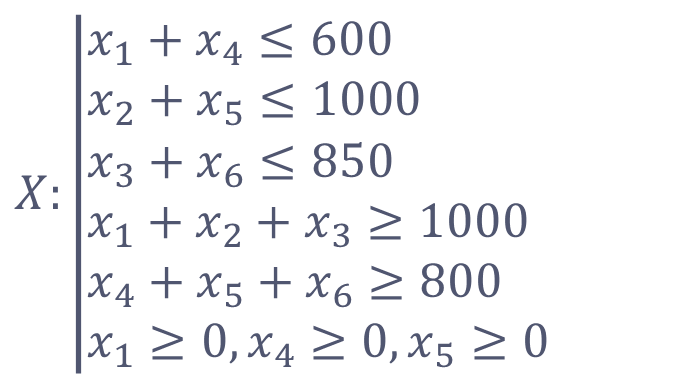 x₁ + x₄ ≤ 600
x₂ + x₅ ≤ 1000
x₃ + x₆ ≤ 850
X: x₁ + x₂ + x₃ ≥ 1000
x₄ + x₅ + x₆ ≥ 800
x₁ ≥ 0, x₄ ≥ 0, x₅ ≥ 0